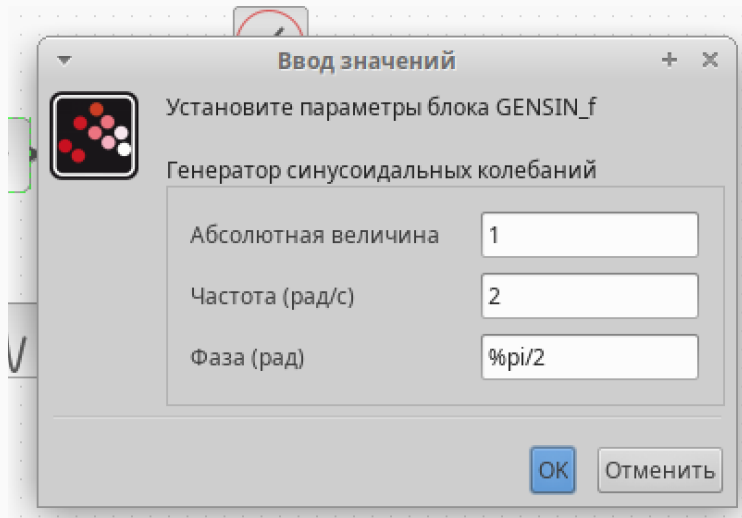 Ввод значений
Установите параметры блока GENSIN_f
Генератор синусоидальных колебаний
Абсолютная величина 1
Частота (рад/с) 2
Фаза (рад) %pi/2
OK Отменить